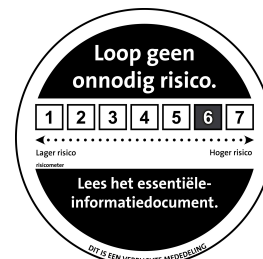 Loop geen
onnodig risico.
1 2 3 4 5 6 7
Lager risico Hoger risico
risicometer
Lees het essentiële-
informatiedocument.
DIT IS EEN VERPLICHTE MEDEDELING